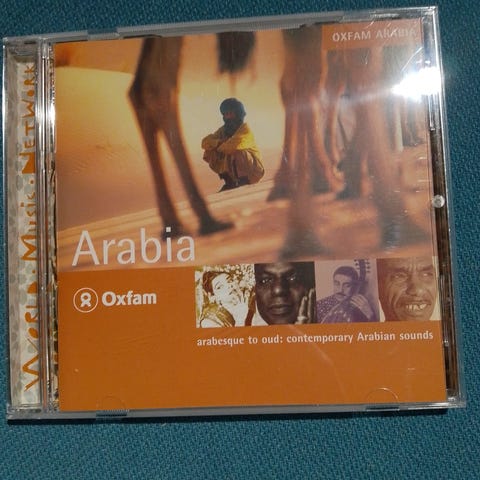 OXFAM ARABIA
World Music Network
Arabia
Oxfam
arabesque to oud: contemporary Arabian sounds